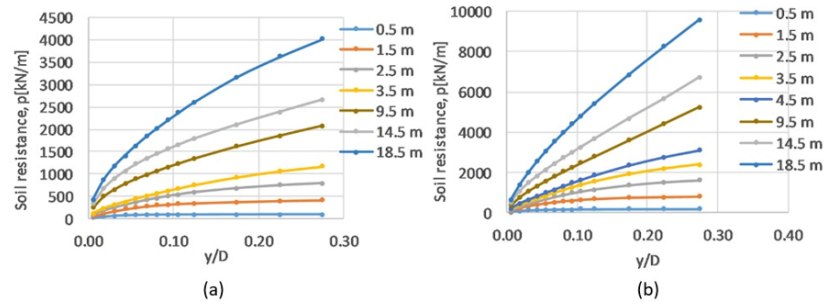 4500
4000
3500
3000
2500
2000
1500
1000
500
0
Soil resistance, p[kN/m]
0.00 0.10 0.20 0.30
y/D
0.5 m
1.5 m
2.5 m
3.5 m
9.5 m
14.5 m
18.5 m
(a)
10000
8000
6000
4000
2000
0
Soil resistance, p[kN/m]
0.00 0.10 0.20 0.30 0.40
y/D
0.5 m
1.5 m
2.5 m
3.5 m
4.5 m
9.5 m
14.5 m
18.5 m
(b)